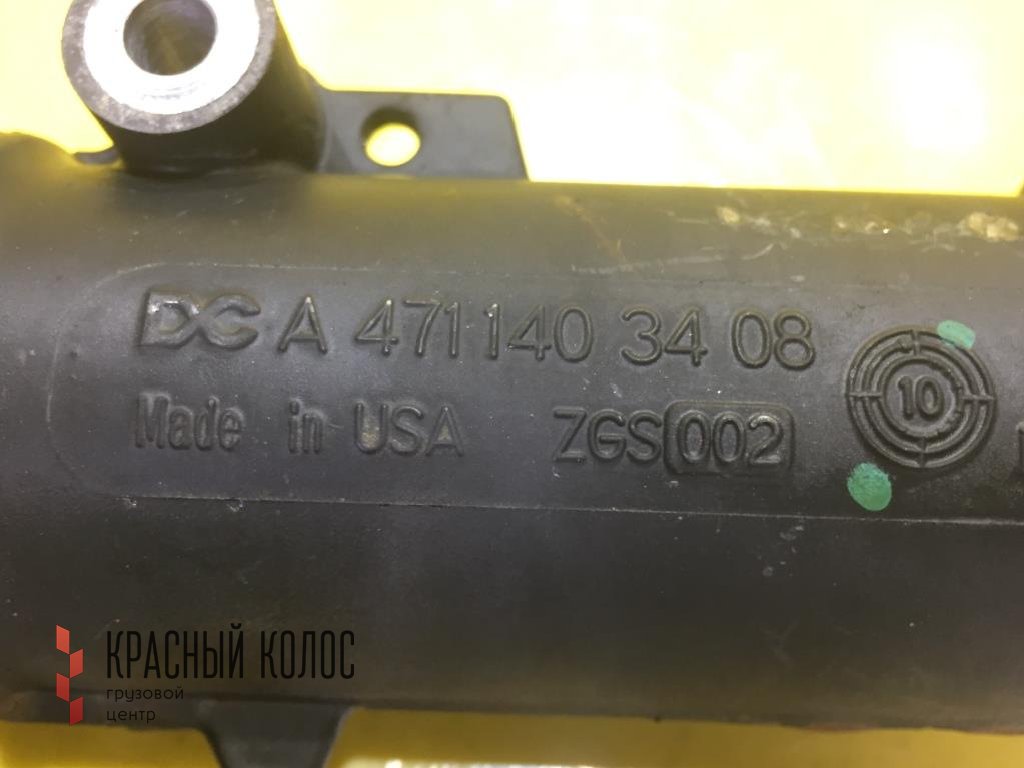 DC A 471 140 34 08
Made in USA ZGS 002
10
КРАСНЫЙ КОЛОС
грузовой
центр